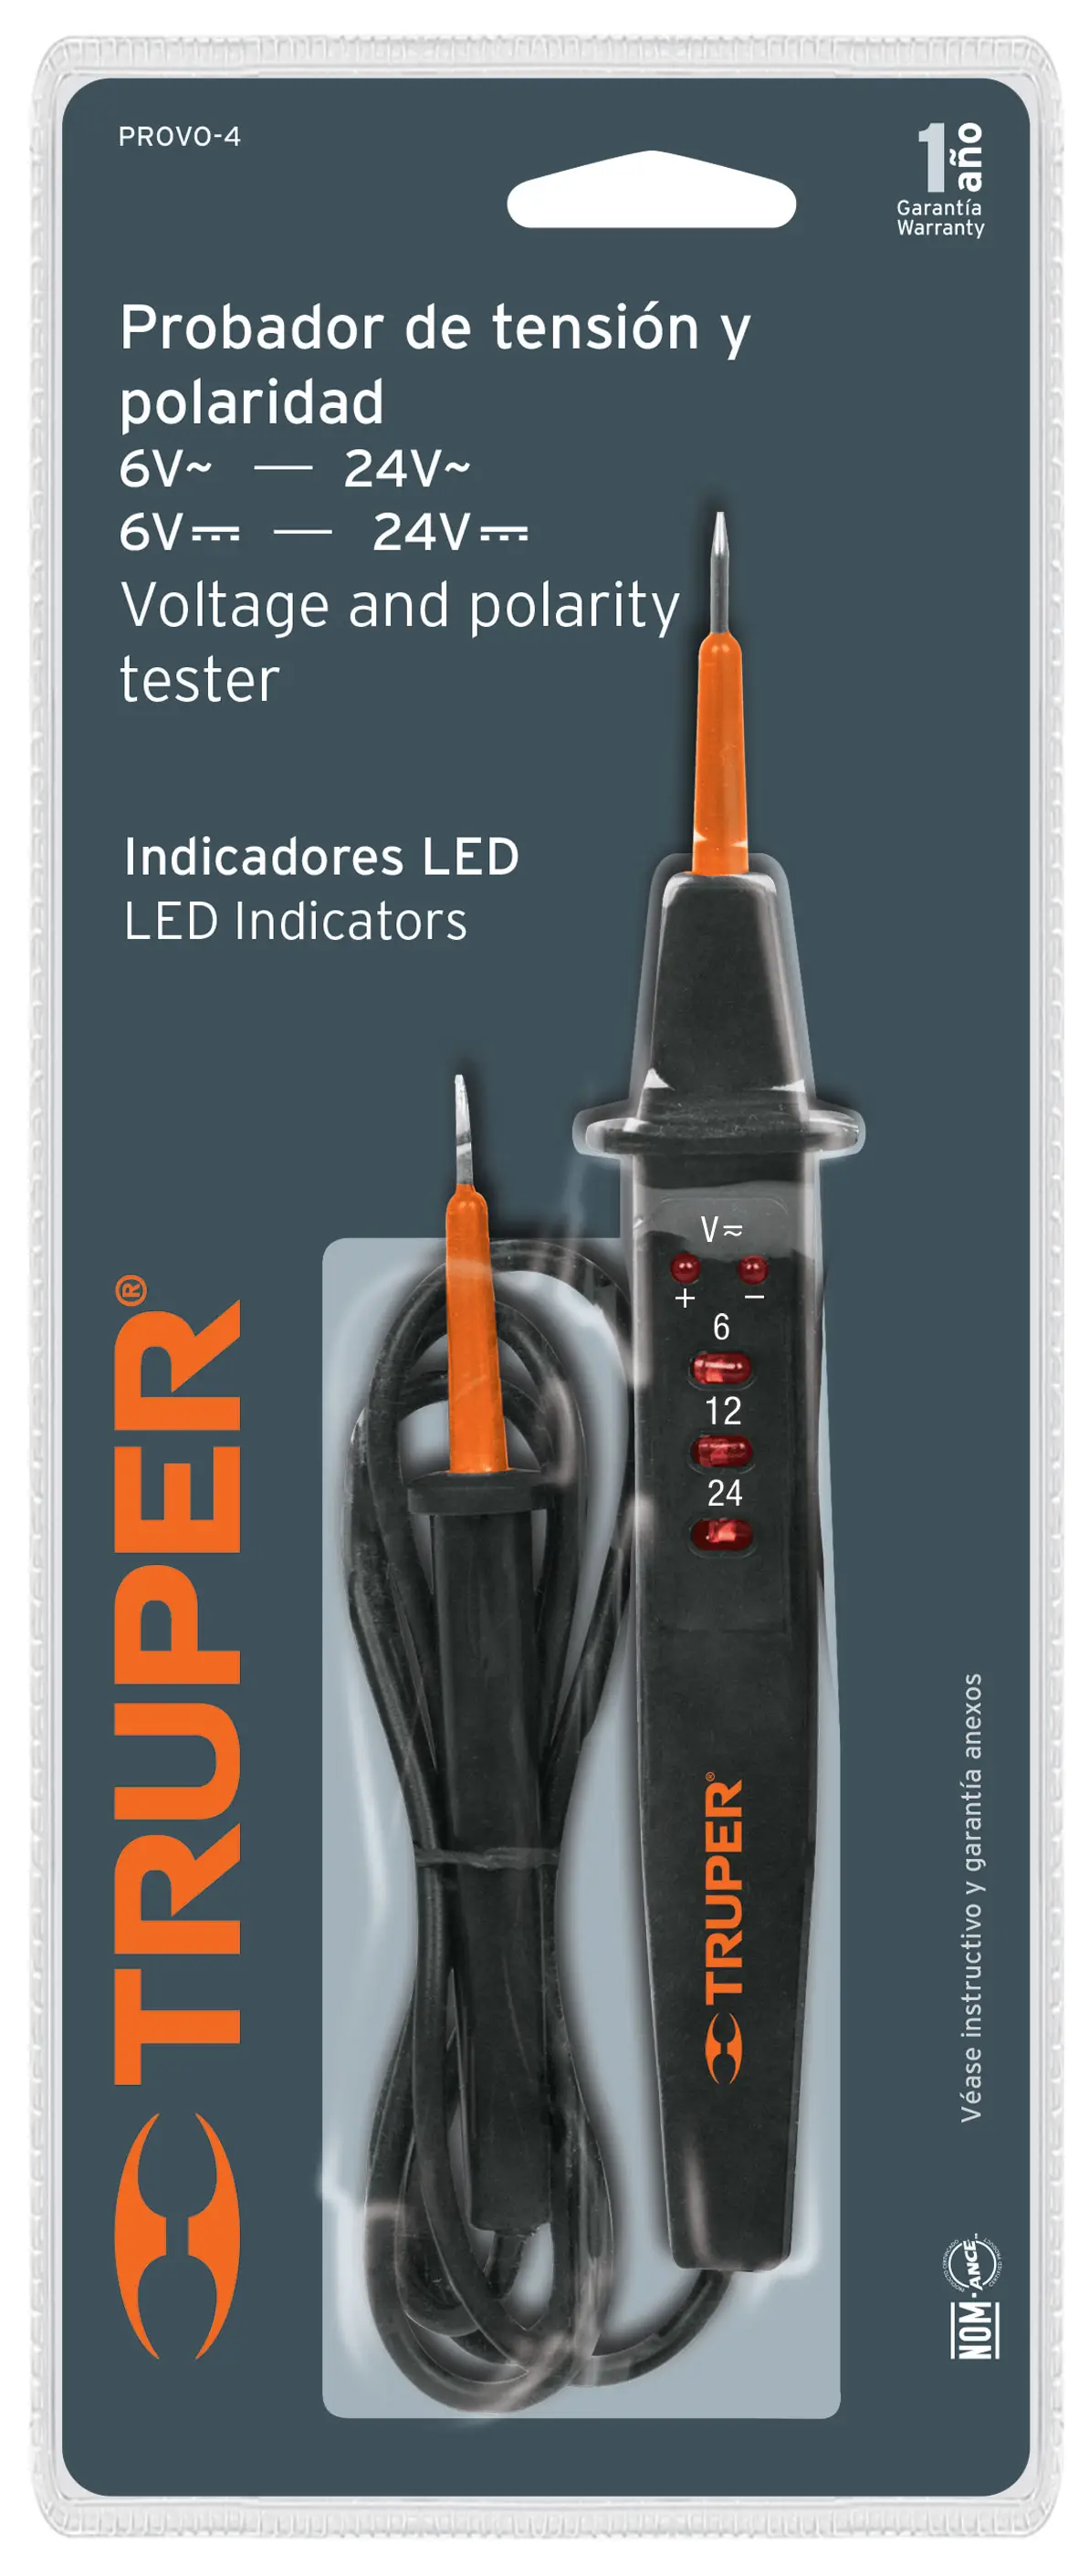 PROVO-4
1 año
Garantía
Warranty
Probador de tensión y
polaridad
6V~ — 24V~
6V⎓ — 24V⎓
Voltage and polarity
tester
Indicadores LED
LED Indicators
V≂
+ −
6
12
24
TRUPER®
TRUPER®
Véase instructivo y garantía anexos
NOM-ANCE